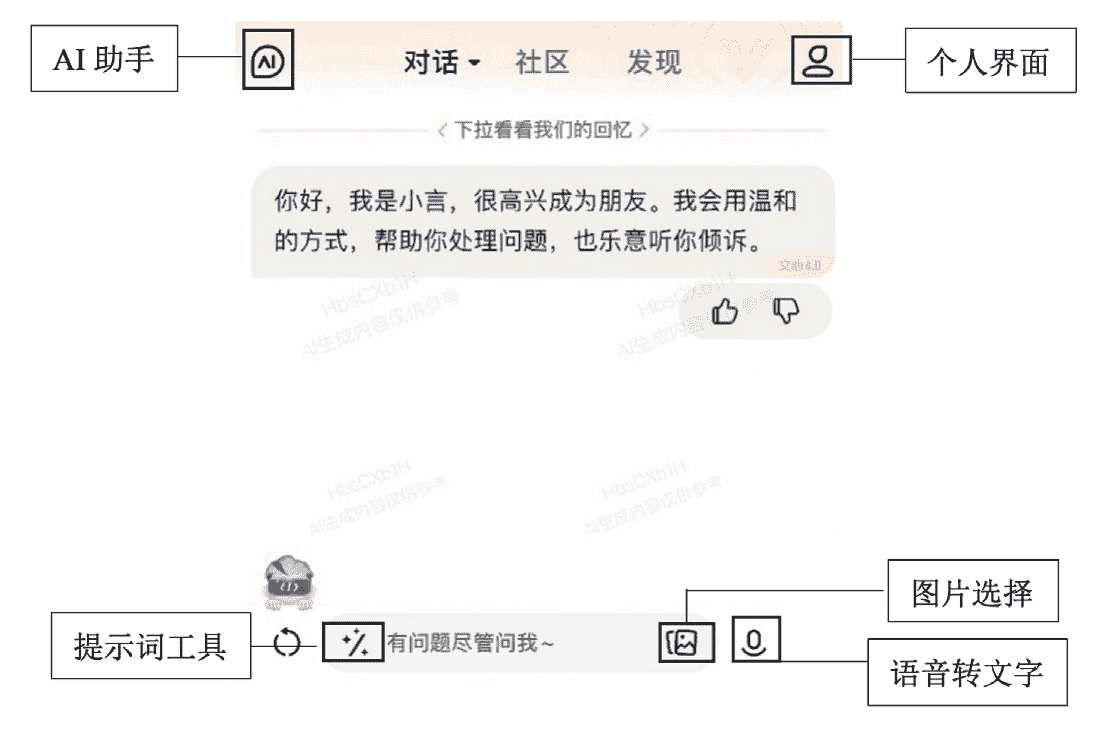 AI 助手
AI
对话
社区
发现
个人界面
下拉看看我们的回忆
你好，我是小言，很高兴成为朋友。我会用温和
的方式，帮助你处理问题，也乐意听你倾诉。
文心 4.0
HbsCXb1H
AI生成内容仅供参考
HbsCXb1H
AI生成内容仅供参考
HbsCXb1H
AI生成内容仅供参考
HbsCXb1H
AI生成内容仅供参考
图片选择
提示词工具
有问题尽管问我~
语音转文字